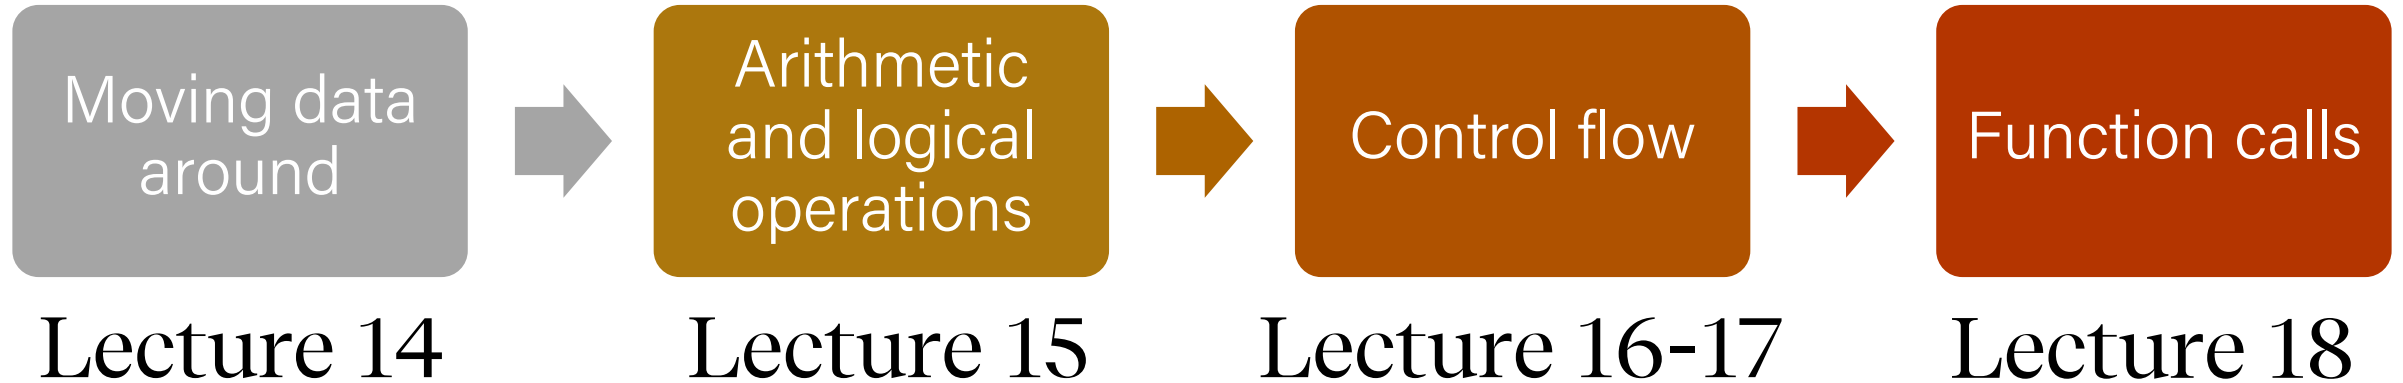 Moving data
around
Arithmetic
and logical
operations
Control flow
Function calls
Lecture 14
Lecture 15
Lecture 16-17
Lecture 18